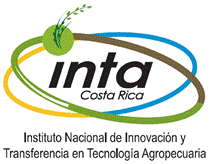 inta
Costa Rica
Instituto Nacional de Innovación y
Transferencia en Tecnología Agropecuaria